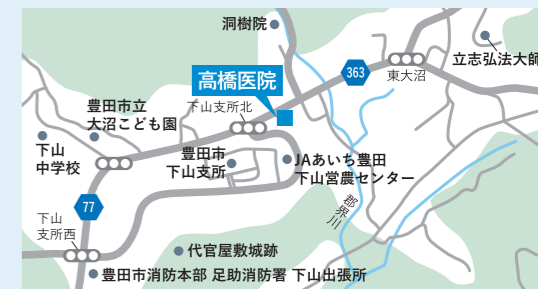 洞樹院
363
東大沼
立志弘法大師
高橋医院
豊田市立
大沼こども園
下山支所北
下山
中学校
豊田市
下山支所
JAあいち豊田
下山営農センター
77
郡界川
下山
支所西
代官屋敷城跡
豊田市消防本部 足助消防署 下山出張所